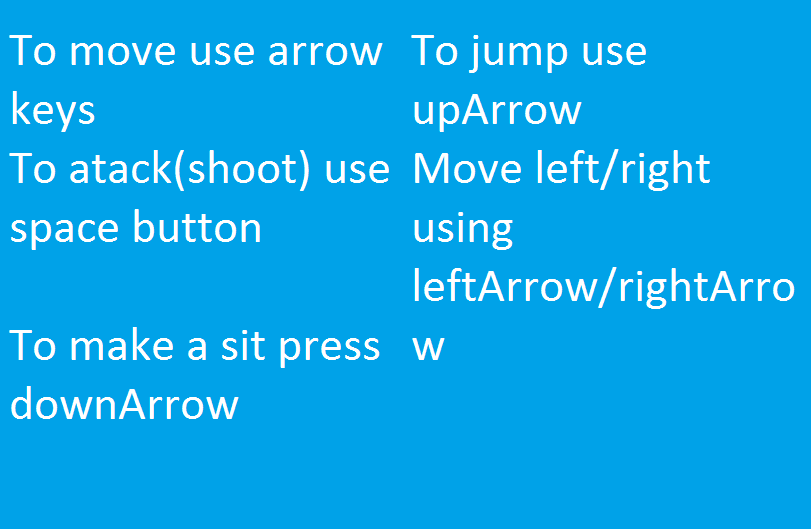 To move use arrow
keys
To atack(shoot) use
space button
To make a sit press
downArrow
To jump use
upArrow
Move left/right
using
leftArrow/rightArro
w